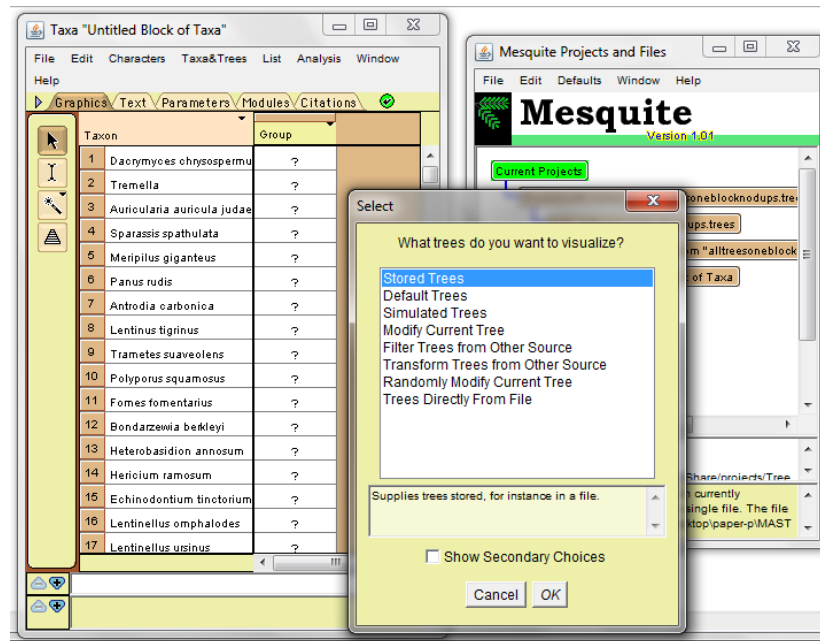 Taxa "Untitled Block of Taxa"
File Edit Characters Taxa&Trees List Analysis Window
Help
Graphics Text Parameters Modules Citations
Taxon Group
1 Dacrymyces chrysospermu ?
2 Tremella ?
3 Auricularia auricula judae ?
4 Sparassis spathulata ?
5 Meripilus giganteus ?
6 Panus rudis ?
7 Antrodia carbonica ?
8 Lentinus tigrinus ?
9 Trametes suaveolens ?
10 Polyporus squamosus ?
11 Fomes fomentarius ?
12 Bondarzewia berkleyi ?
13 Heterobasidion annosum ?
14 Hericium ramosum ?
15 Echinodontium tinctorium ?
16 Lentinellus omphalodes ?
17 Lentinellus ursinus ?
Mesquite Projects and Files
File Edit Defaults Window Help
Mesquite
Version 1.01
Current Projects
soneblocknodups.tre
ups.trees
m "alltreesoneblock
of Taxa
Share/projects/Tree
currently
single file. The file
ktop\paper-p\MAST
Select
What trees do you want to visualize?
Stored Trees
Default Trees
Simulated Trees
Modify Current Tree
Filter Trees from Other Source
Transform Trees from Other Source
Randomly Modify Current Tree
Trees Directly From File
Supplies trees stored, for instance in a file.
Show Secondary Choices
Cancel OK